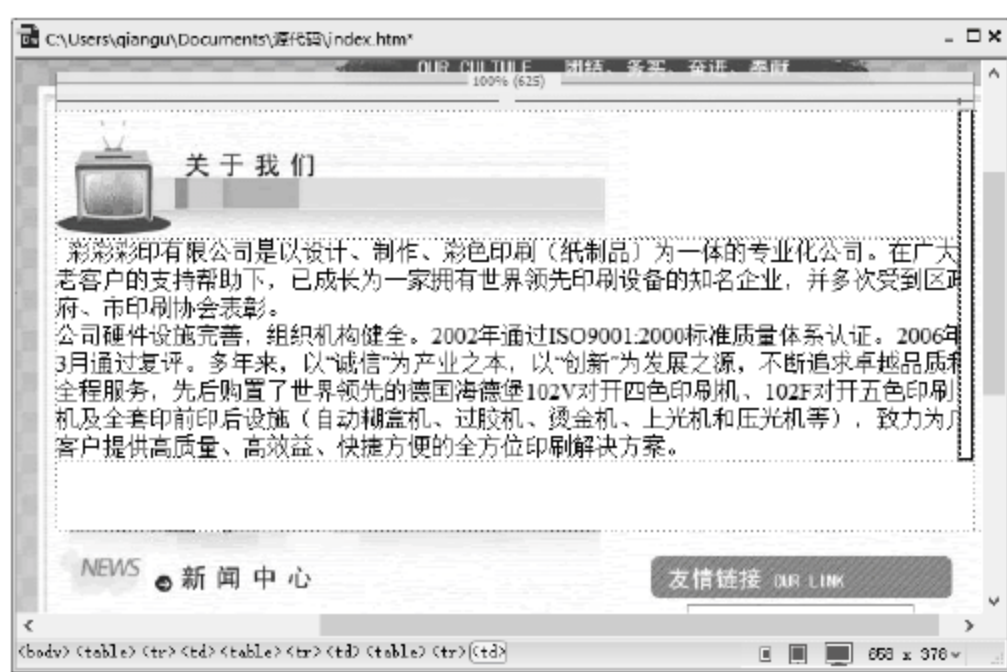 C:\Users\qiangu\Documents\源代码\index.htm*
OUR CULTULE 团结、务实、奋进、奉献
100% (625)
关于我们
彩彩彩印有限公司是以设计、制作、彩色印刷（纸制品）为一体的专业化公司。在广大
老客户的支持帮助下，已成长为一家拥有世界领先印刷设备的知名企业，并多次受到区政
府、市印刷协会表彰。
公司硬件设施完善，组织机构健全。2002年通过ISO9001:2000标准质量体系认证。2006年
3月通过复评。多年来，以“诚信”为产业之本，以“创新”为发展之源，不断追求卓越品质和
全程服务，先后购置了世界领先的德国海德堡102V对开四色印刷机、102F对开五色印刷
机及全套印前印后设施（自动糊盒机、过胶机、烫金机、上光机和压光机等），致力为广
客户提供高质量、高效益、快捷方便的全方位印刷解决方案。
NEWS 新闻中心
友情链接 OUR LINK
<body> <table> <tr> <td> <table> <tr> <td> <table> <tr> <td>
658 x 378